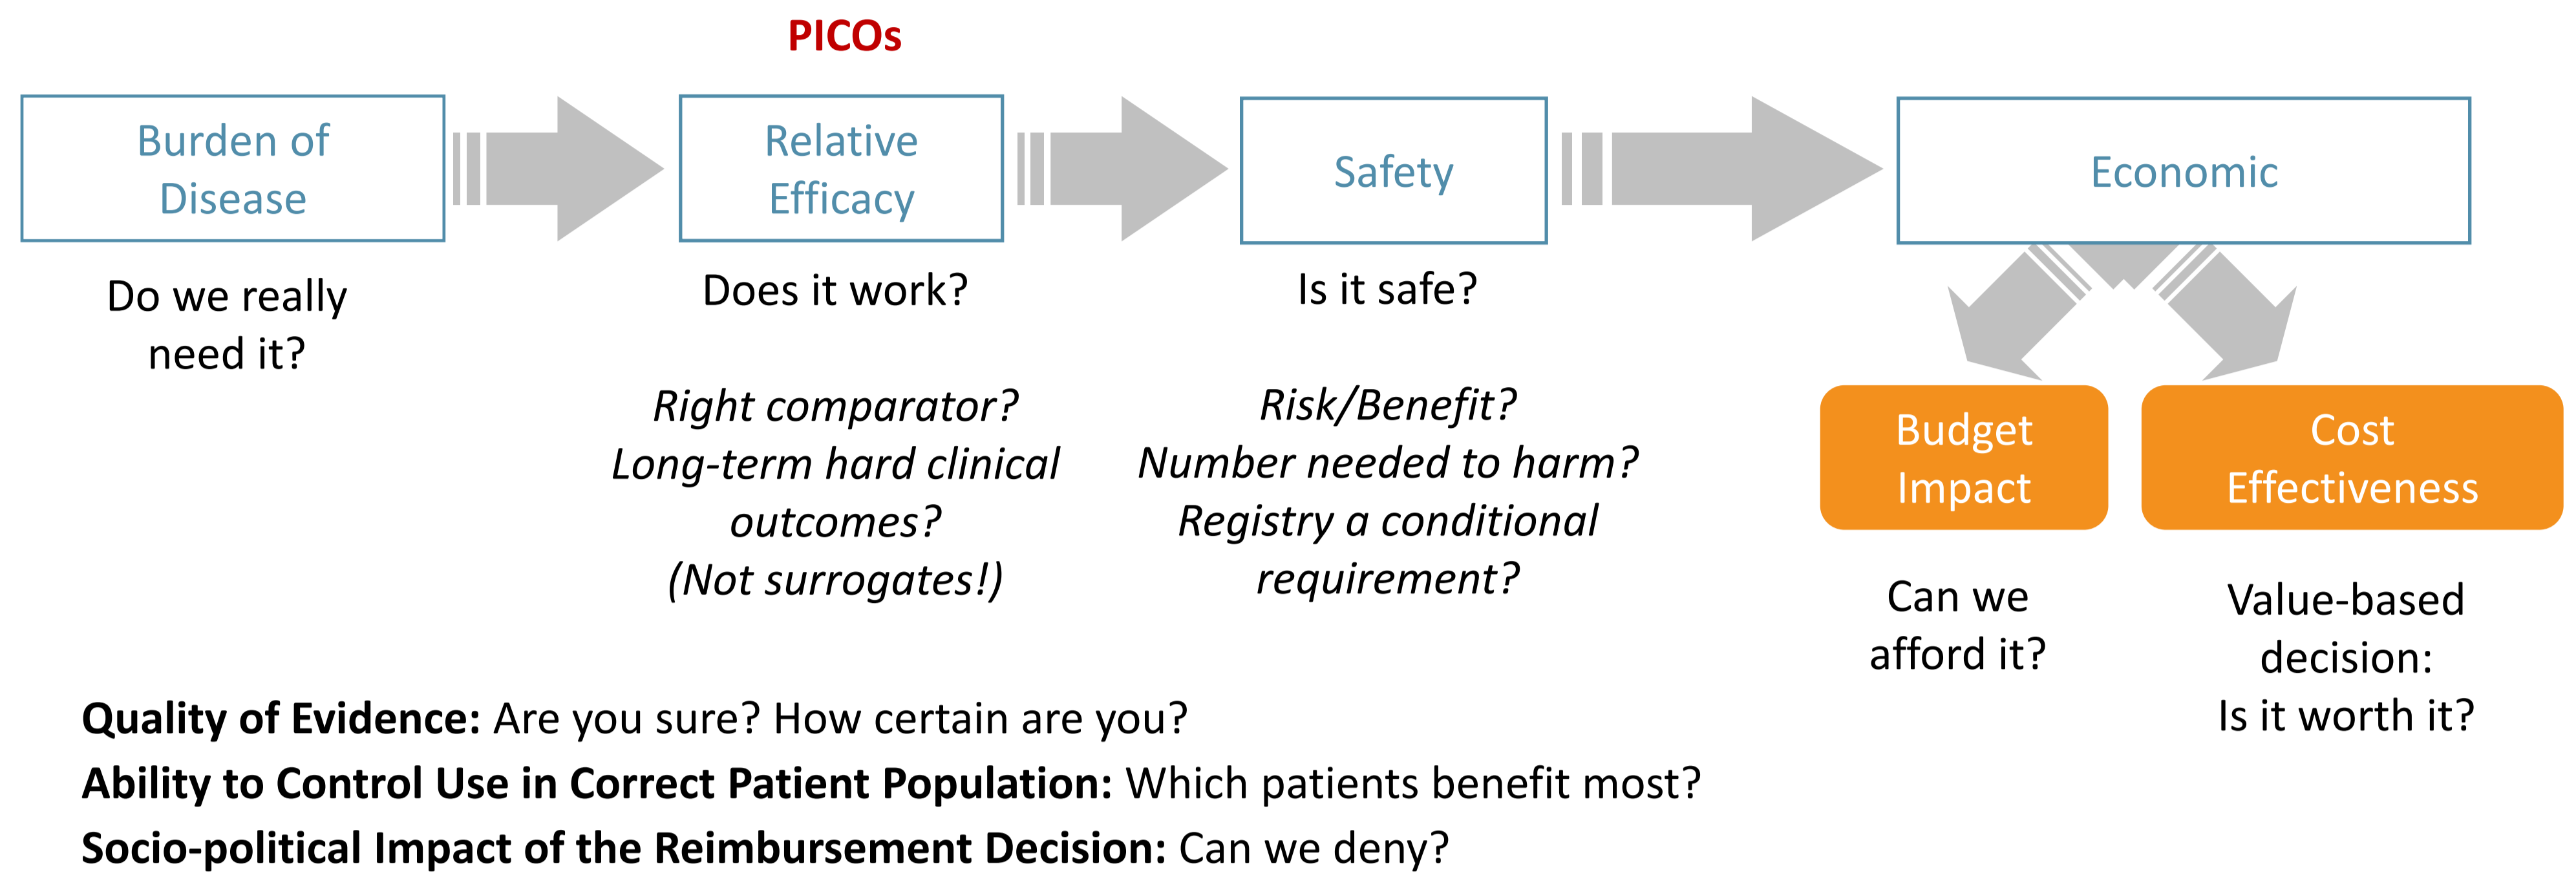 PICOs
Burden of
Disease
Relative
Efficacy
Safety
Economic
Do we really
need it?
Does it work?
Right comparator?
Long-term hard clinical
outcomes?
(Not surrogates!)
Is it safe?
Risk/Benefit?
Number needed to harm?
Registry a conditional
requirement?
Budget
Impact
Can we
afford it?
Cost
Effectiveness
Value-based
decision:
Is it worth it?
Quality of Evidence: Are you sure? How certain are you?
Ability to Control Use in Correct Patient Population: Which patients benefit most?
Socio-political Impact of the Reimbursement Decision: Can we deny?